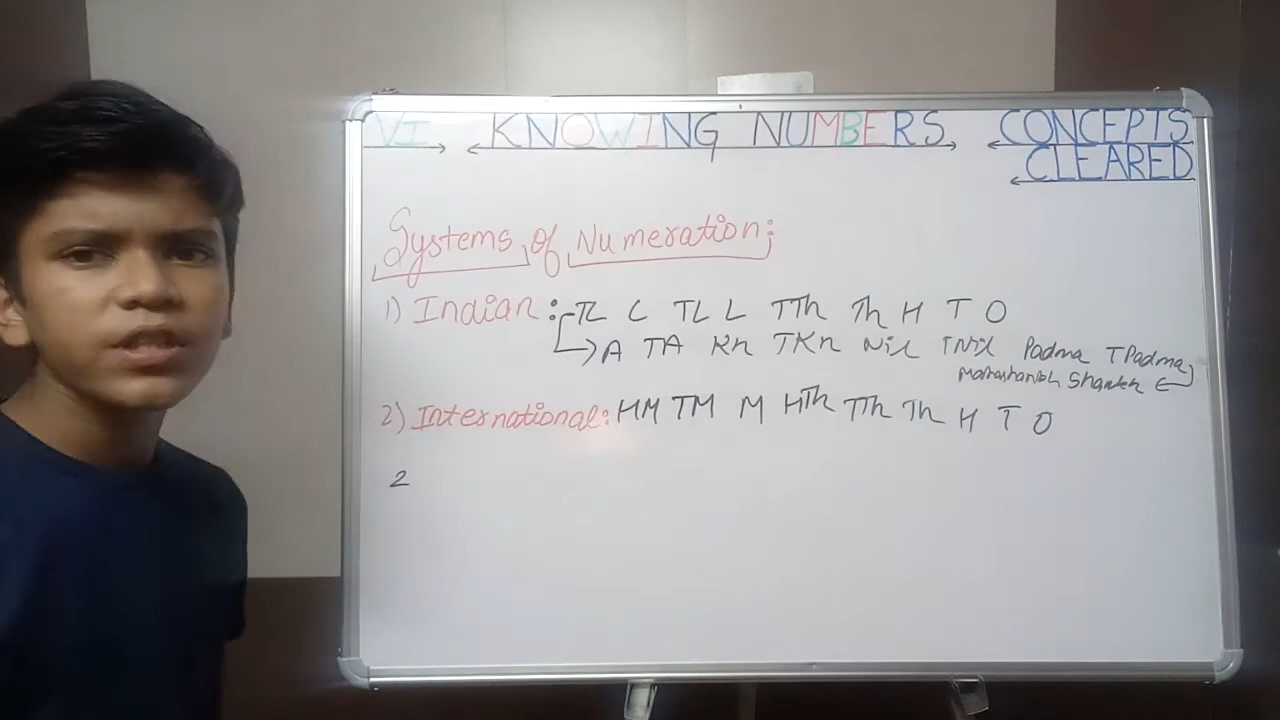 VI KNOWING NUMBERS CONCEPTS
CLEARED
Systems of Numeration:
1) Indian :- TC C TL L TTh Th H T O
A TA Kh TKh Nil TNil Padma TPadma
Shankh
2) International: HM TM M HTh TTh Th H T O
2